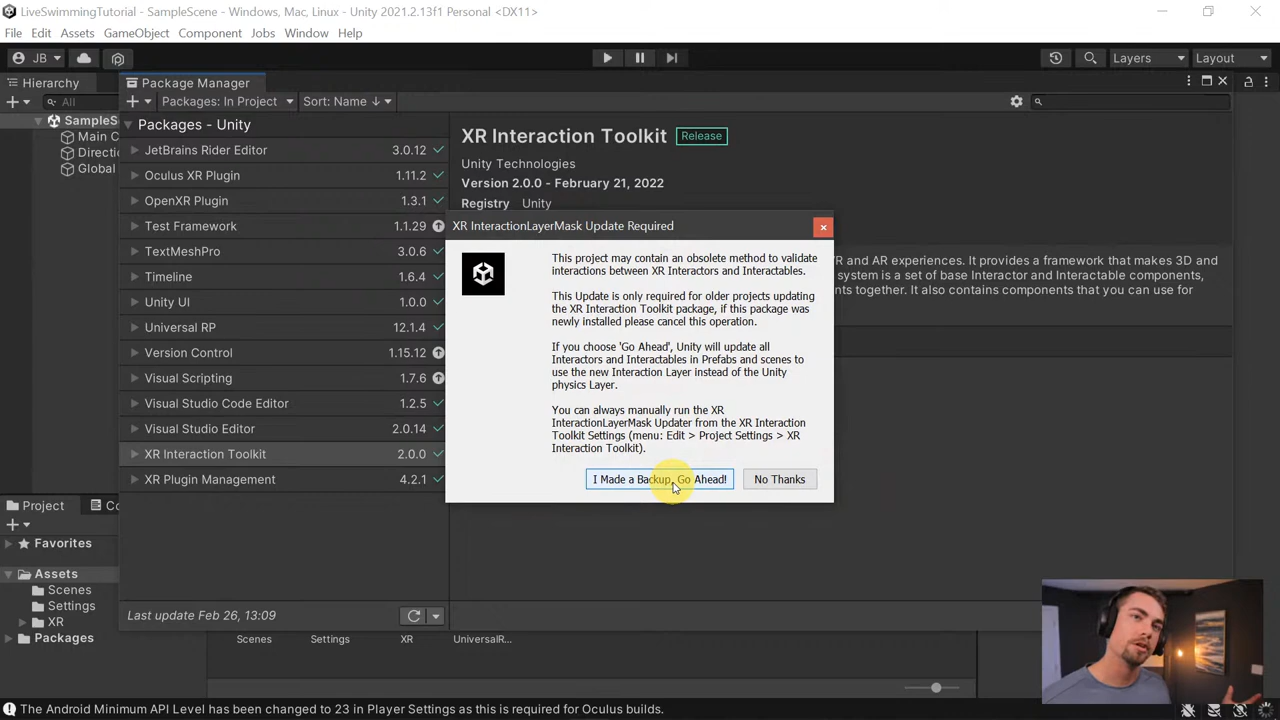 LiveSwimmingTutorial - SampleScene - Windows, Mac, Linux - Unity 2021.2.13f1 Personal <DX11>
File Edit Assets GameObject Component Jobs Window Help
JB Layers Layout
Hierarchy
All
SampleS
Main C
Directi
Global
Package Manager
Packages: In Project Sort: Name
Packages - Unity
JetBrains Rider Editor 3.0.12
Oculus XR Plugin 1.11.2
OpenXR Plugin 1.3.1
Test Framework 1.1.29
TextMeshPro 3.0.6
Timeline 1.6.4
Unity UI 1.0.0
Universal RP 12.1.4
Version Control 1.15.12
Visual Scripting 1.7.6
Visual Studio Code Editor 1.2.5
Visual Studio Editor 2.0.14
XR Interaction Toolkit 2.0.0
XR Plugin Management 4.2.1
Last update Feb 26, 13:09
XR Interaction Toolkit Release
Unity Technologies
Version 2.0.0 - February 21, 2022
Registry Unity
R and AR experiences. It provides a framework that makes 3D and
system is a set of base Interactor and Interactable components,
nts together. It also contains components that you can use for
XR InteractionLayerMask Update Required
This project may contain an obsolete method to validate
interactions between XR Interactors and Interactables.
This Update is only required for older projects updating
the XR Interaction Toolkit package, if this package was
newly installed please cancel this operation.
If you choose 'Go Ahead', Unity will update all
Interactors and Interactables in Prefabs and scenes to
use the new Interaction Layer instead of the Unity
physics Layer.
You can always manually run the XR
InteractionLayerMask Updater from the XR Interaction
Toolkit Settings (menu: Edit > Project Settings > XR
Interaction Toolkit).
I Made a Backup, Go Ahead! No Thanks
Project Co
Favorites
Assets
Scenes
Settings
XR
Packages
Scenes Settings XR UniversalR...
The Android Minimum API Level has been changed to 23 in Player Settings as this is required for Oculus builds.